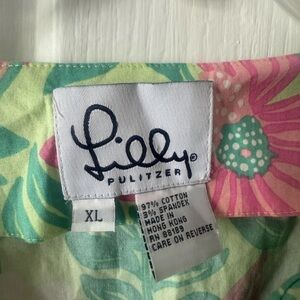 Lilly®
PULITZER
XL
97% COTTON
3% SPANDEX
MADE IN
HONG KONG
RN 88189
CARE ON REVERSE